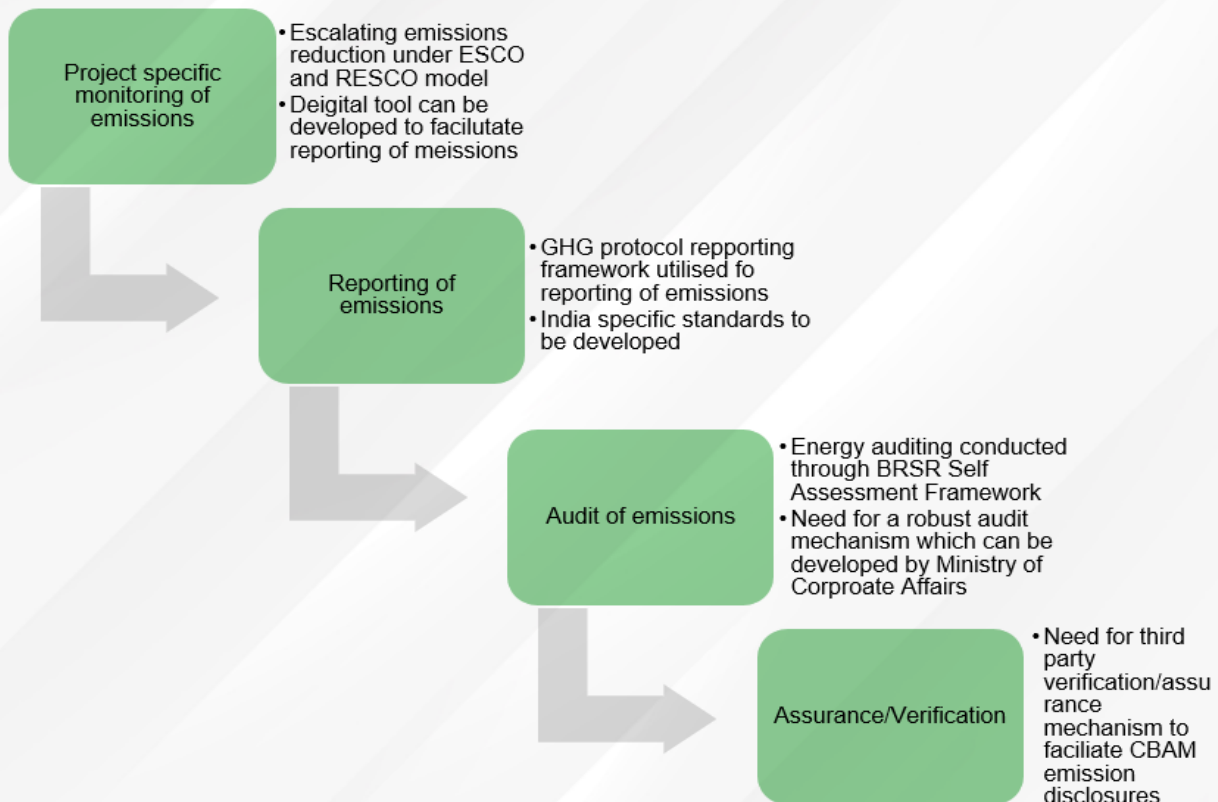 Project specific
monitoring of
emissions
• Escalating emissions
reduction under ESCO
and RESCO model
• Deigital tool can be
developed to facilutate
reporting of meissions
Reporting of
emissions
• GHG protocol repporting
framework utilised fo
reporting of emissions
• India specific standards to
be developed
Audit of emissions
• Energy auditing conducted
through BRSR Self
Assessment Framework
• Need for a robust audit
mechanism which can be
developed by Ministry of
Corproate Affairs
Assurance/Verification
• Need for third
party
verification/assu
rance
mechanism to
faciliate CBAM
emission
disclosures